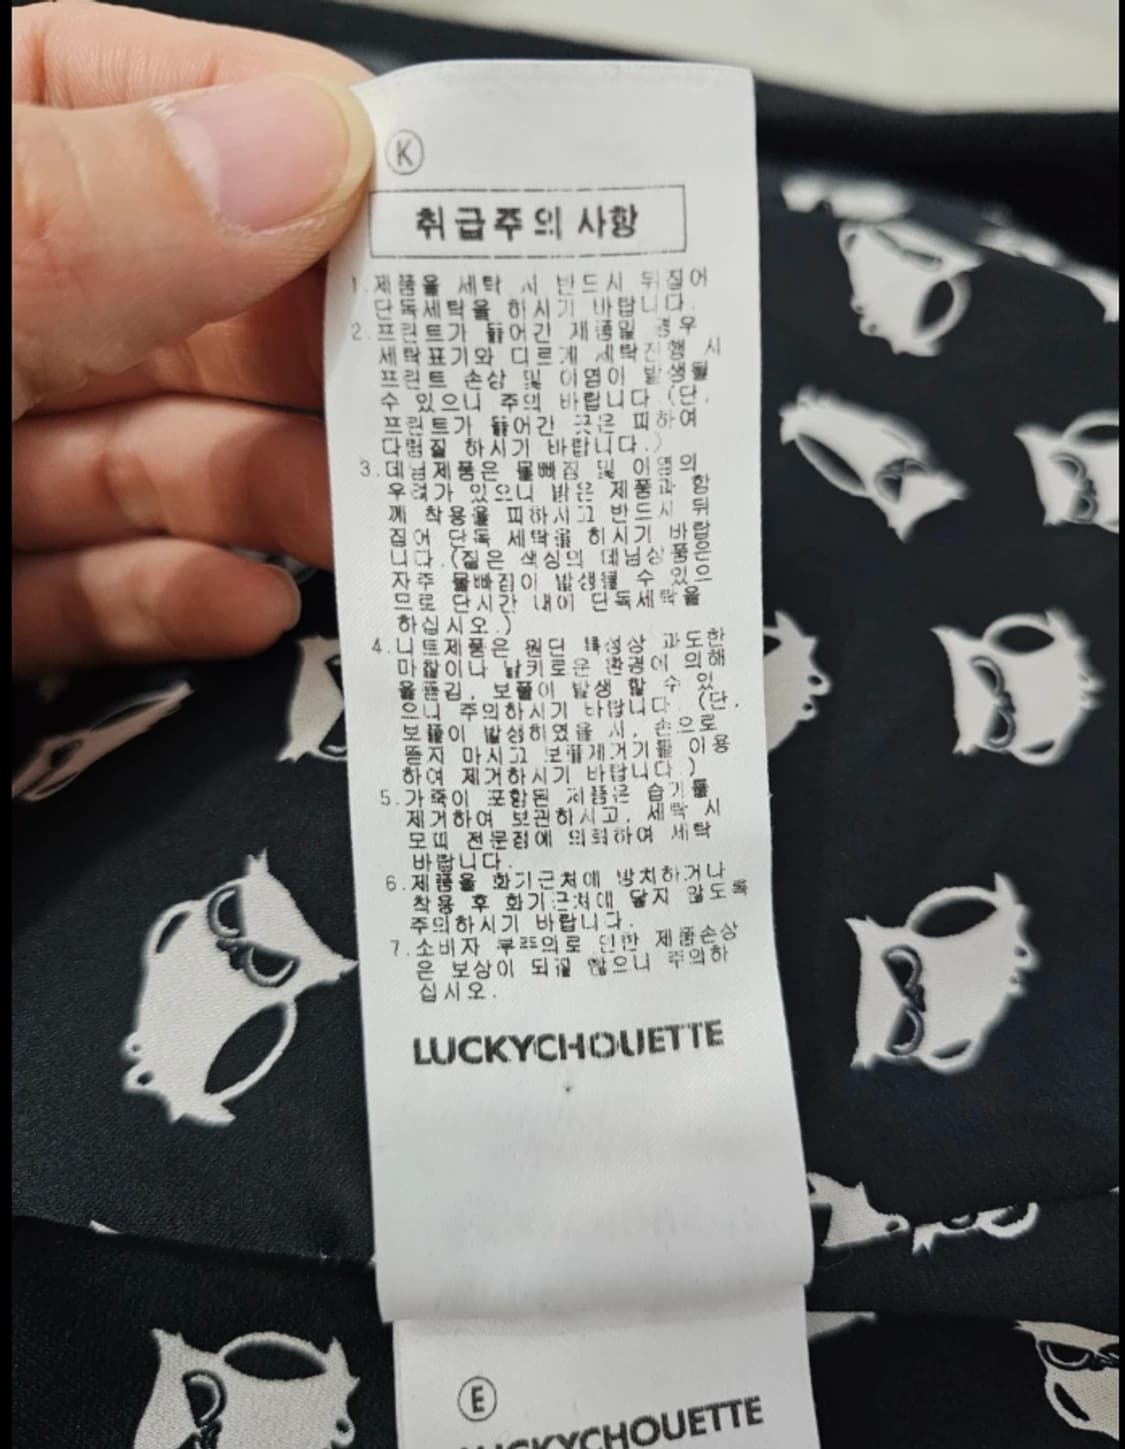 K
취급주의 사항
1.제품을 세탁 시 반드시 뒤집어
단독세탁을 하시기 바랍니다.
2.프린트가 들어간 제품일 경우
세탁표기와 다르게 세탁진행 시
프린트 손상 및 이염이 발생될
수 있으니 주의 바랍니다.(단,
프린트가 들어간 곳은 피하여
다림질 하시기 바랍니다.)
3.데님제품은 물빠짐 및 이염의
우려가 있으니 밝은 제품과 함
께 착용을 피하시고 반드시 뒤
집어 단독 세탁을 하시기 바랍
니다.(짙은 색상의 데님상품은
자주 물빠짐이 발생될 수 있으
므로 단시간 내에 단독세탁을
하십시오.)
4.니트제품은 원단 특성상 과도한
마찰이나 날카로운 환경에 의해
올뜯김, 보풀이 발생 할 수 있
으니 주의하시기 바랍니다. (단,
보풀이 발생하였을 시, 손으로
뜯지 마시고 보풀제거기를 이용
하여 제거하시기 바랍니다.)
5.가죽이 포함된 제품은 습기를
제거하여 보관하시고, 세탁 시
모피 전문점에 의뢰하여 세탁
바랍니다.
6.제품을 화기근처에 방치하거나
착용 후 화기근처에 닿지 않도록
주의하시기 바랍니다.
7.소비자 부주의로 인한 제품손상
은 보상이 되질 않으니 주의하
십시오.
LUCKYCHOUETTE
E
LUCKYCHOUETTE